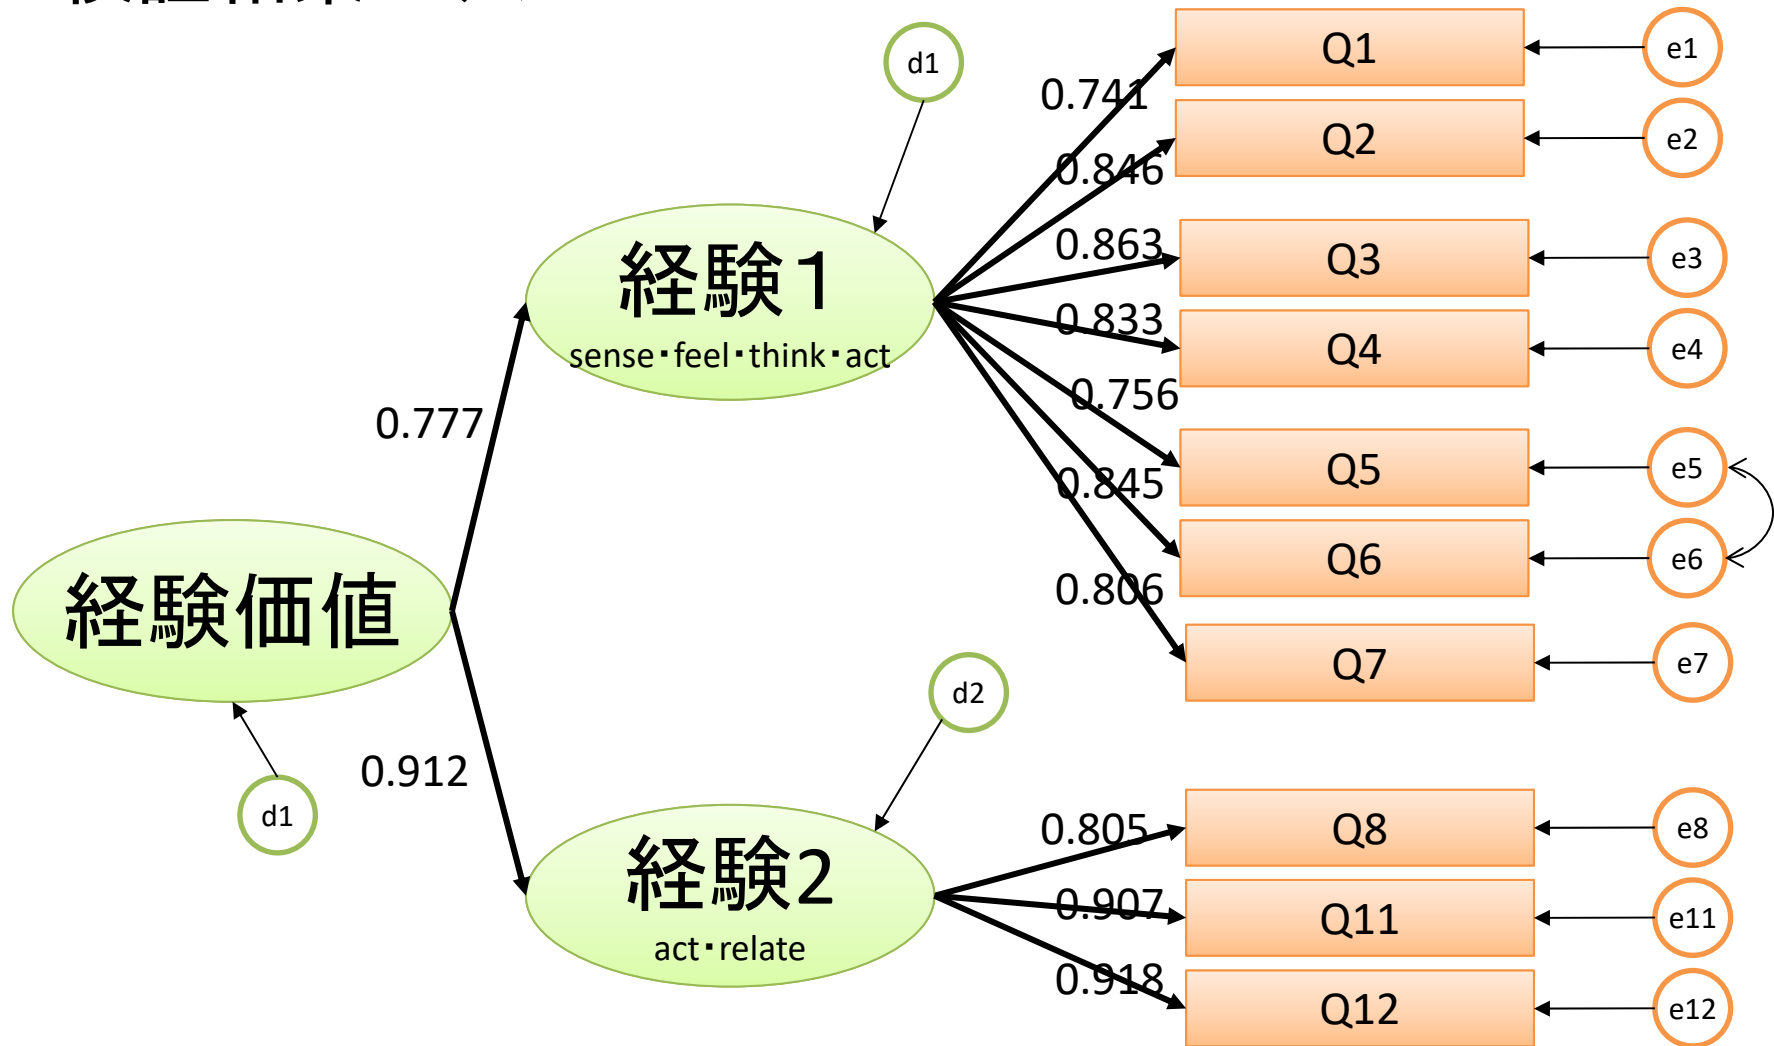 d1
Q1
e1
0.741
Q2
e2
0.846
経験1
sense・feel・think・act
0.863
Q3
e3
0.833
Q4
e4
0.756
0.777
Q5
e5
0.845
Q6
e6
0.806
経験価値
Q7
e7
d2
0.912
d1
0.805
Q8
e8
経験2
act・relate
0.907
Q11
e11
0.918
Q12
e12